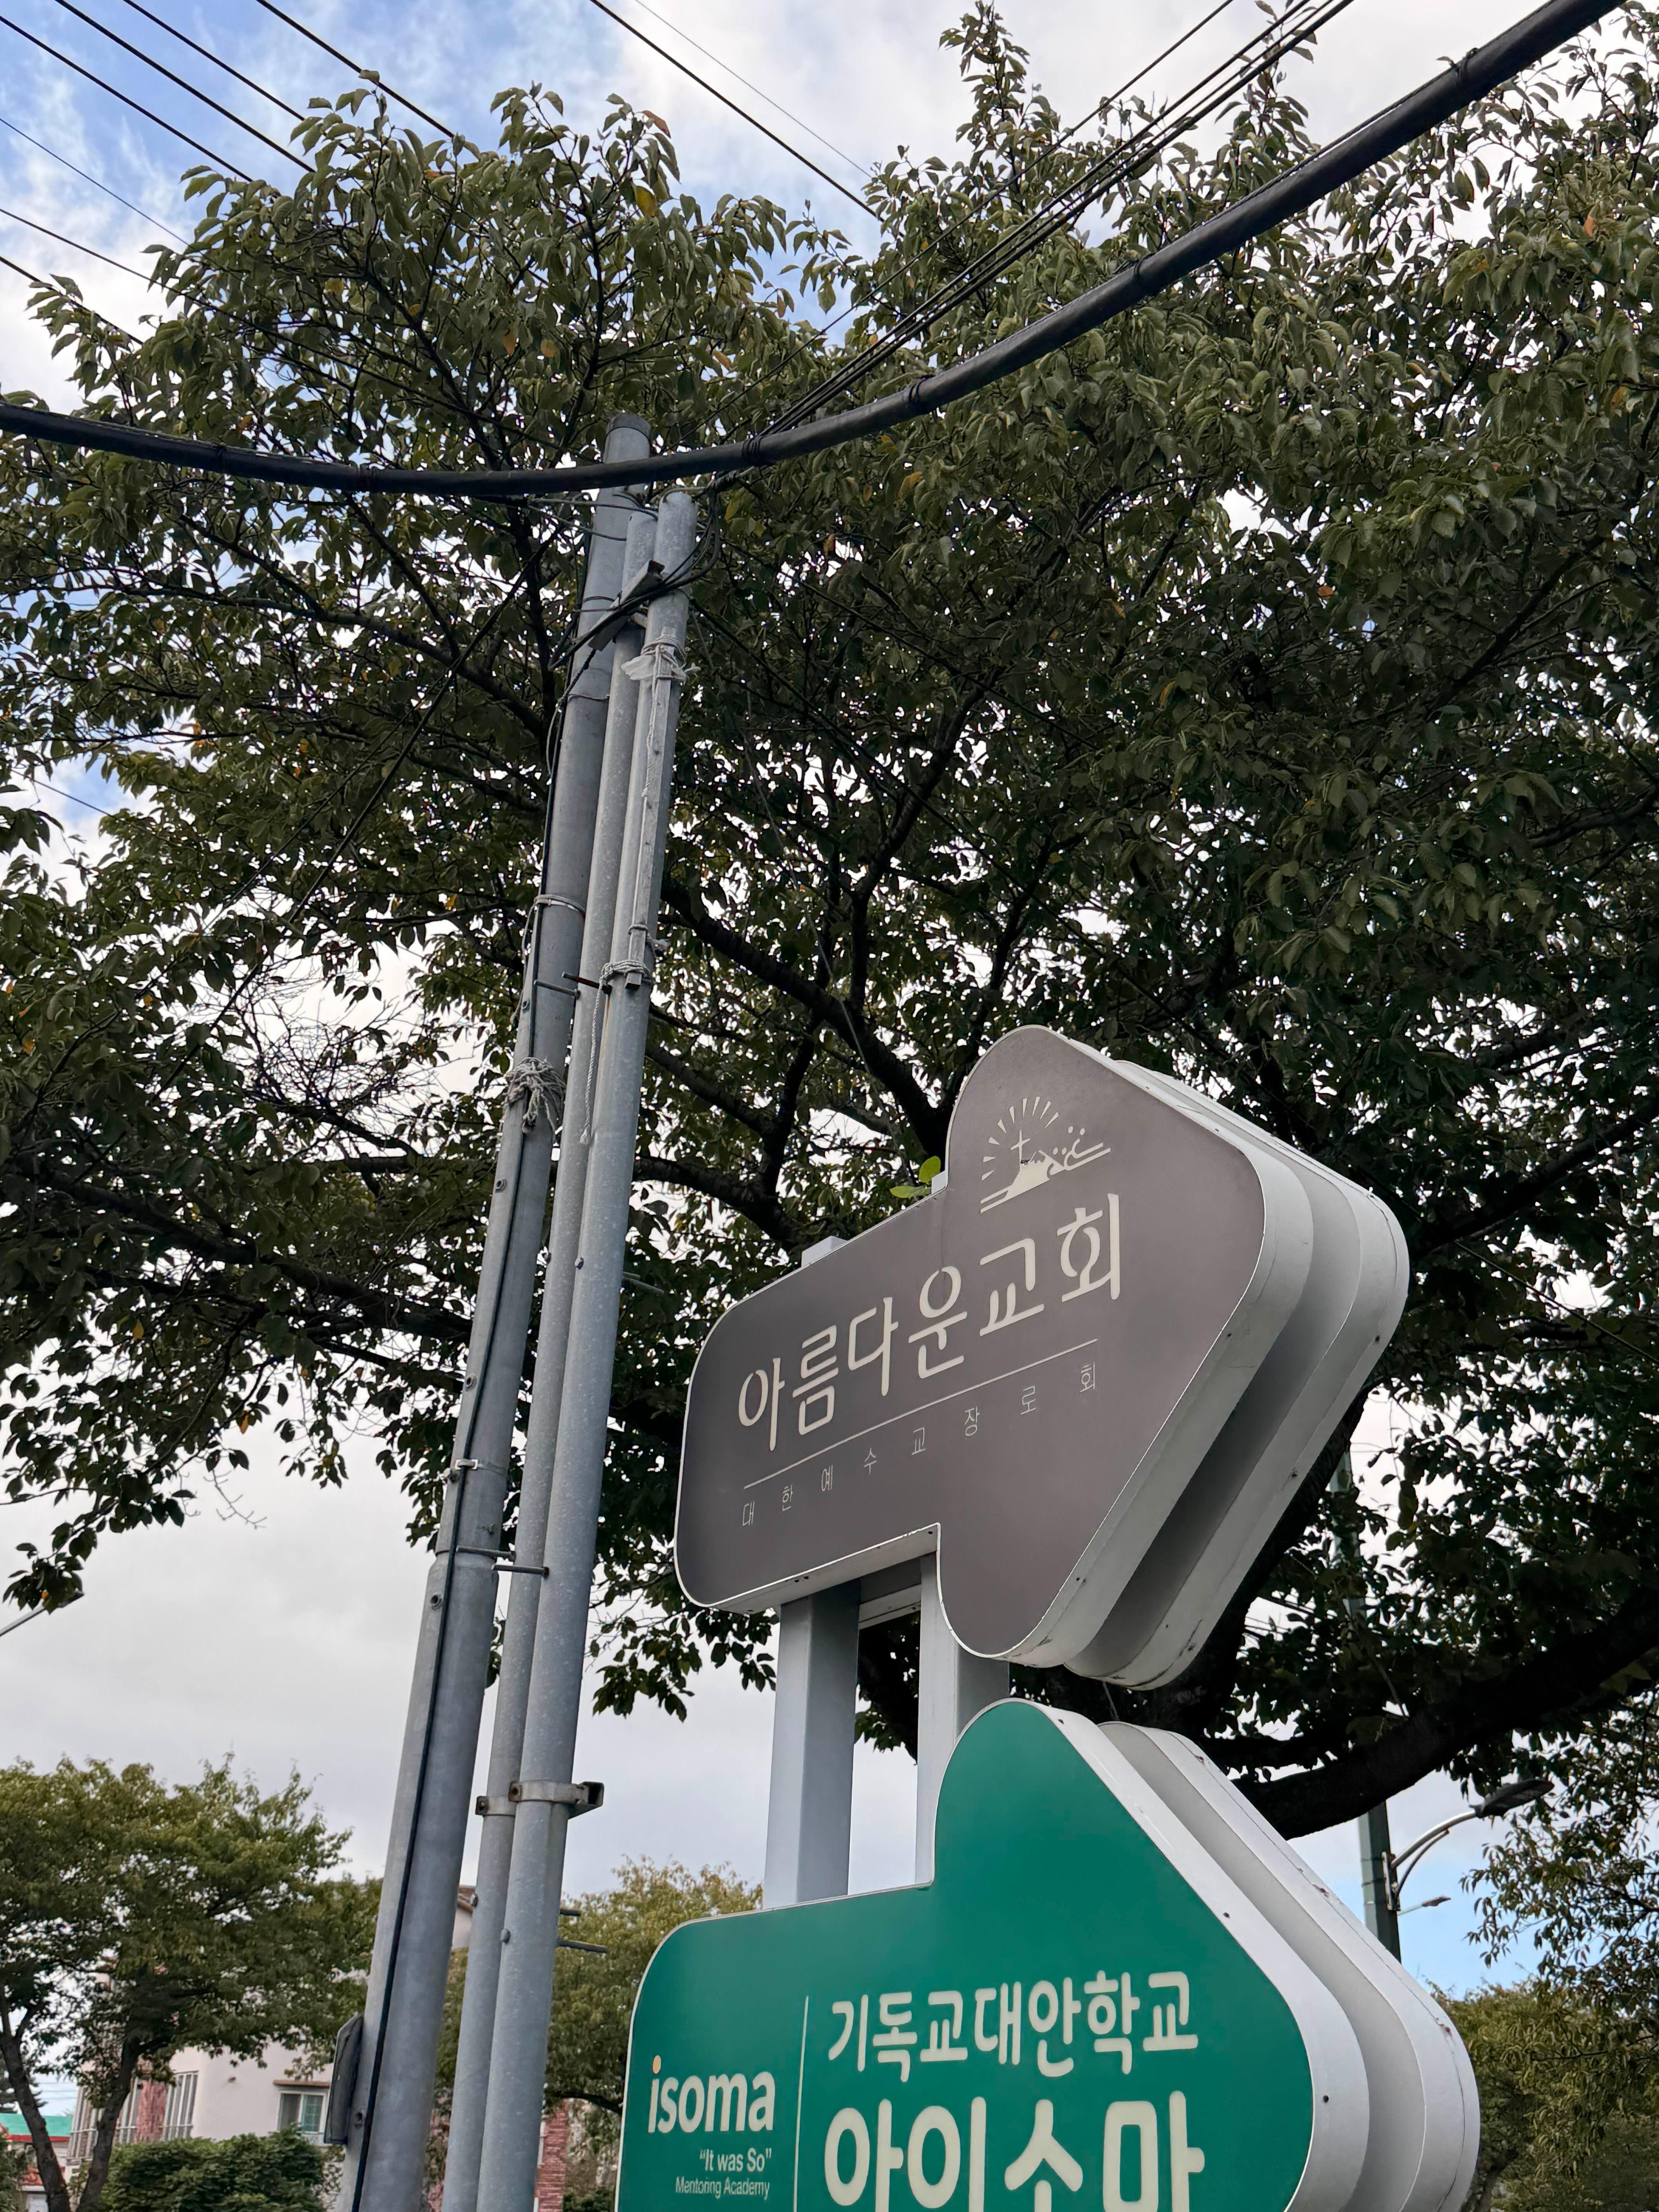 아름다운교회
대한예수교장로회
기독교대안학교
아이소마
isoma
"It was So"
Mentoring Academy